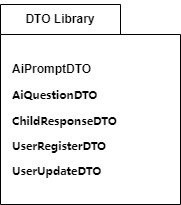 DTO Library
AiPromptDTO
AiQuestionDTO
ChildResponseDTO
UserRegisterDTO
UserUpdateDTO